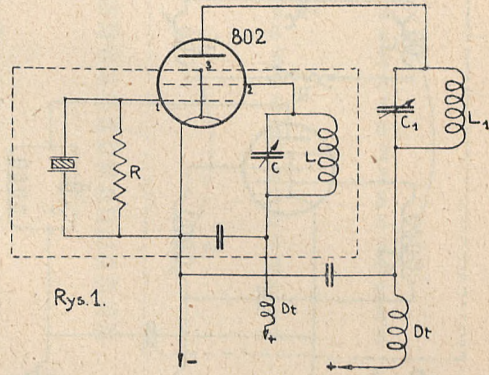 802
3
2
1
C₁
L₁
R
C
L
Rys.1.
Dt
+
-
Dt
+